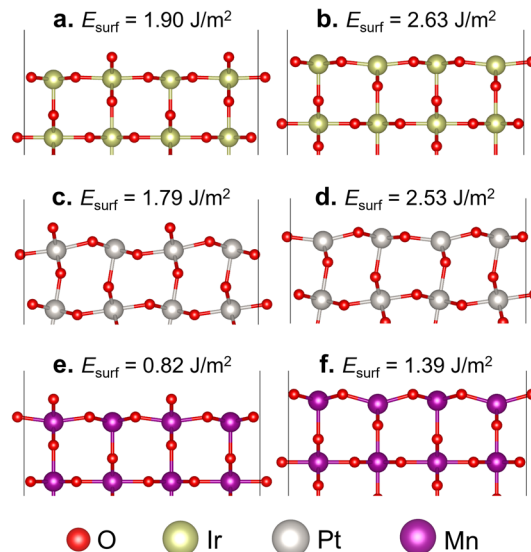 a. Esurf = 1.90 J/m²
b. Esurf = 2.63 J/m²
c. Esurf = 1.79 J/m²
d. Esurf = 2.53 J/m²
e. Esurf = 0.82 J/m²
f. Esurf = 1.39 J/m²
O Ir Pt Mn